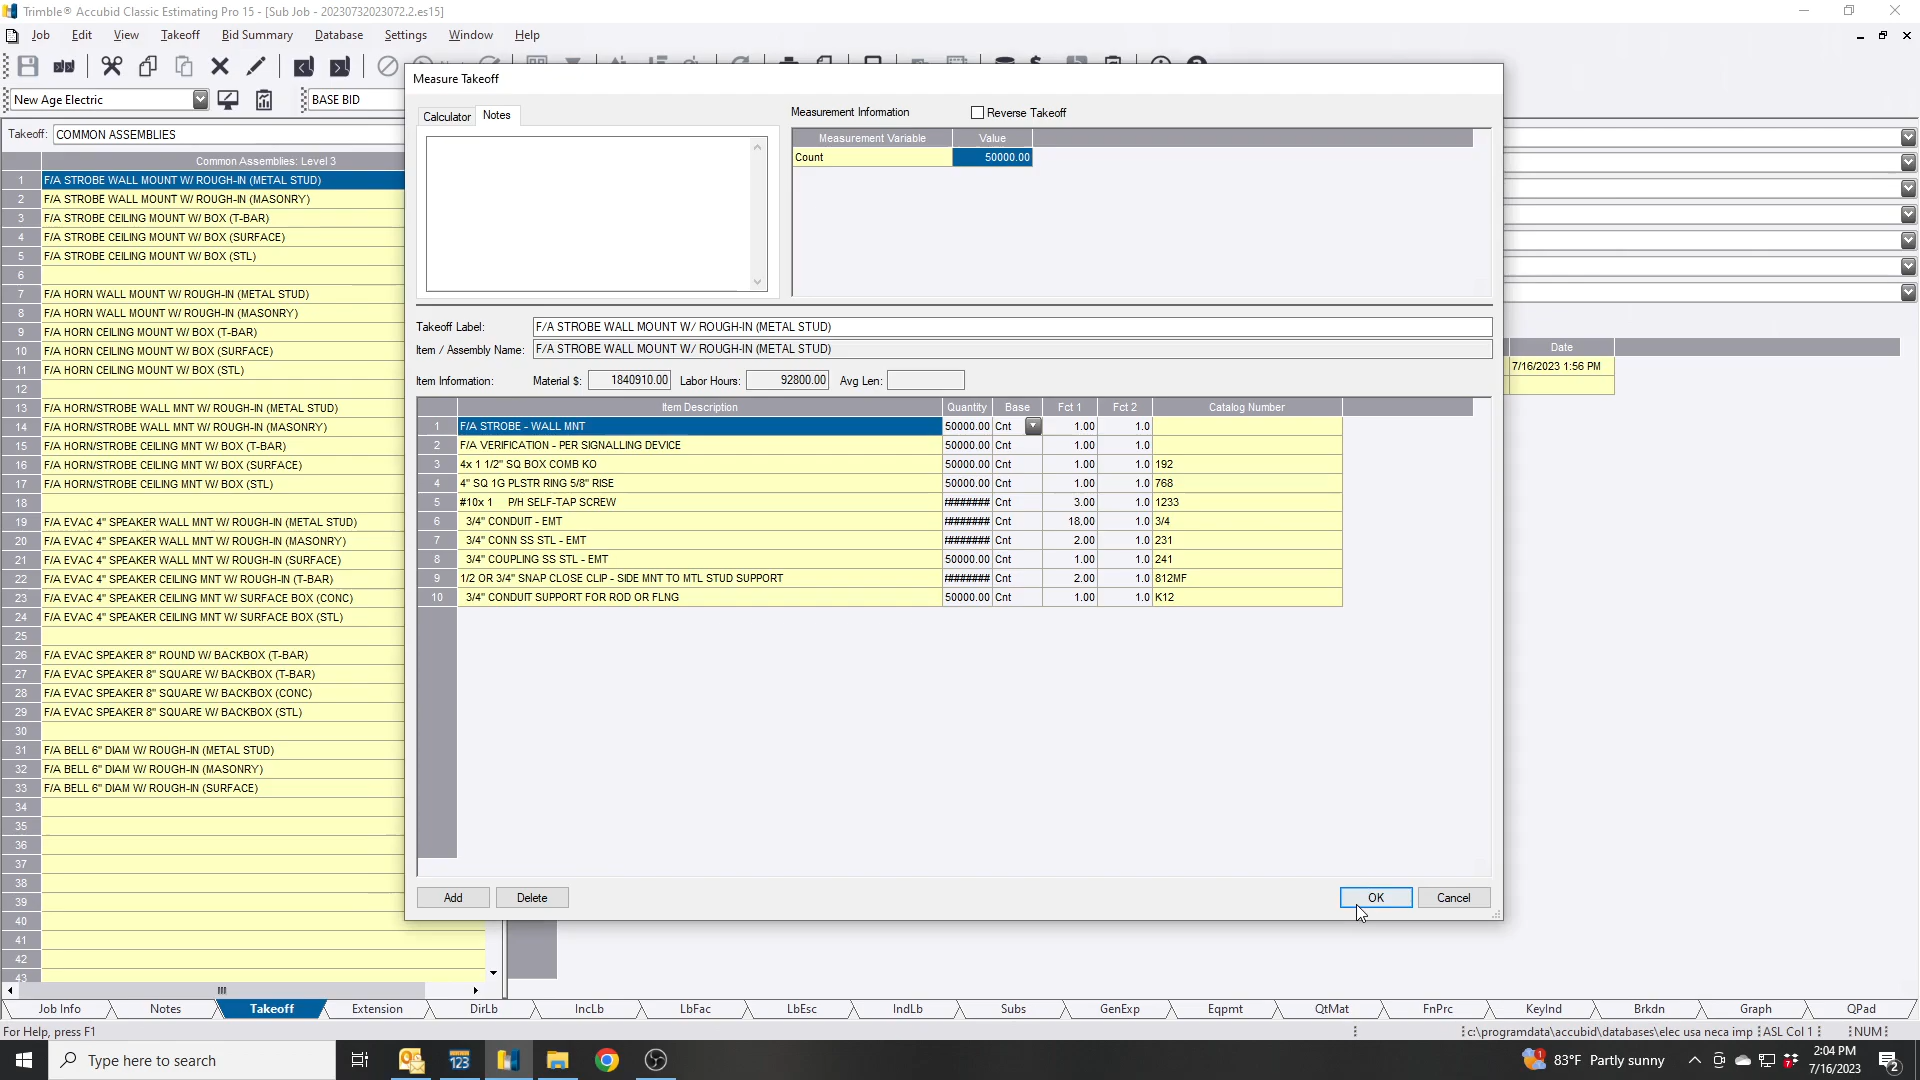 Trimble® Accubid Classic Estimating Pro 15 - [Sub Job - 20230732023072.2.es15]
Job Edit View Takeoff Bid Summary Database Settings Window Help
New Age Electric BASE BID
Takeoff: COMMON ASSEMBLIES
Common Assemblies: Level 3
1 F/A STROBE WALL MOUNT W/ ROUGH-IN (METAL STUD)
2 F/A STROBE WALL MOUNT W/ ROUGH-IN (MASONRY)
3 F/A STROBE CEILING MOUNT W/ BOX (T-BAR)
4 F/A STROBE CEILING MOUNT W/ BOX (SURFACE)
5 F/A STROBE CEILING MOUNT W/ BOX (STL)
6
7 F/A HORN WALL MOUNT W/ ROUGH-IN (METAL STUD)
8 F/A HORN WALL MOUNT W/ ROUGH-IN (MASONRY)
9 F/A HORN CEILING MOUNT W/ BOX (T-BAR)
10 F/A HORN CEILING MOUNT W/ BOX (SURFACE)
11 F/A HORN CEILING MOUNT W/ BOX (STL)
12
13 F/A HORN/STROBE WALL MNT W/ ROUGH-IN (METAL STUD)
14 F/A HORN/STROBE WALL MNT W/ ROUGH-IN (MASONRY)
15 F/A HORN/STROBE CEILING MNT W/ BOX (T-BAR)
16 F/A HORN/STROBE CEILING MNT W/ BOX (SURFACE)
17 F/A HORN/STROBE CEILING MNT W/ BOX (STL)
18
19 F/A EVAC 4" SPEAKER WALL MNT W/ ROUGH-IN (METAL STUD)
20 F/A EVAC 4" SPEAKER WALL MNT W/ ROUGH-IN (MASONRY)
21 F/A EVAC 4" SPEAKER WALL MNT W/ ROUGH-IN (SURFACE)
22 F/A EVAC 4" SPEAKER CEILING MNT W/ ROUGH-IN (T-BAR)
23 F/A EVAC 4" SPEAKER CEILING MNT W/ SURFACE BOX (CONC)
24 F/A EVAC 4" SPEAKER CEILING MNT W/ SURFACE BOX (STL)
25
26 F/A EVAC SPEAKER 8" ROUND W/ BACKBOX (T-BAR)
27 F/A EVAC SPEAKER 8" SQUARE W/ BACKBOX (T-BAR)
28 F/A EVAC SPEAKER 8" SQUARE W/ BACKBOX (CONC)
29 F/A EVAC SPEAKER 8" SQUARE W/ BACKBOX (STL)
30
31 F/A BELL 6" DIAM W/ ROUGH-IN (METAL STUD)
32 F/A BELL 6" DIAM W/ ROUGH-IN (MASONRY)
33 F/A BELL 6" DIAM W/ ROUGH-IN (SURFACE)
34
35
36
37
38
39
40
41
42
43
Measure Takeoff
Calculator Notes
Measurement Information Reverse Takeoff
Measurement Variable Value
Count 50000.00
Takeoff Label: F/A STROBE WALL MOUNT W/ ROUGH-IN (METAL STUD)
Item / Assembly Name: F/A STROBE WALL MOUNT W/ ROUGH-IN (METAL STUD)
Item Information: Material $: 1840910.00 Labor Hours: 92800.00 Avg Len:
Item Description Quantity Base Fct 1 Fct 2 Catalog Number
1 F/A STROBE - WALL MNT 50000.00 Cnt 1.00 1.0
2 F/A VERIFICATION - PER SIGNALLING DEVICE 50000.00 Cnt 1.00 1.0
3 4x 1 1/2" SQ BOX COMB KO 50000.00 Cnt 1.00 1.0 192
4 4" SQ 1G PLSTR RING 5/8" RISE 50000.00 Cnt 1.00 1.0 768
5 #10x 1 P/H SELF-TAP SCREW ######## Cnt 3.00 1.0 1233
6 3/4" CONDUIT - EMT ######## Cnt 18.00 1.0 3/4
7 3/4" CONN SS STL - EMT ######## Cnt 2.00 1.0 231
8 3/4" COUPLING SS STL - EMT 50000.00 Cnt 1.00 1.0 241
9 1/2 OR 3/4" SNAP CLOSE CLIP - SIDE MNT TO MTL STUD SUPPORT ######## Cnt 2.00 1.0 812MF
10 3/4" CONDUIT SUPPORT FOR ROD OR FLNG 50000.00 Cnt 1.00 1.0 K12
Add Delete OK Cancel
Date
7/16/2023 1:56 PM
Job Info Notes Takeoff Extension DirLb IncLb LbFac LbEsc IndLb Subs GenExp Eqpmt QtMat FnPrc KeyInd Brkdn Graph QPad
For Help, press F1 c:\programdata\accubid\databases\elec usa neca imp ASL Col 1 NUM
Type here to search 83°F Partly sunny 2:04 PM
7/16/2023 2